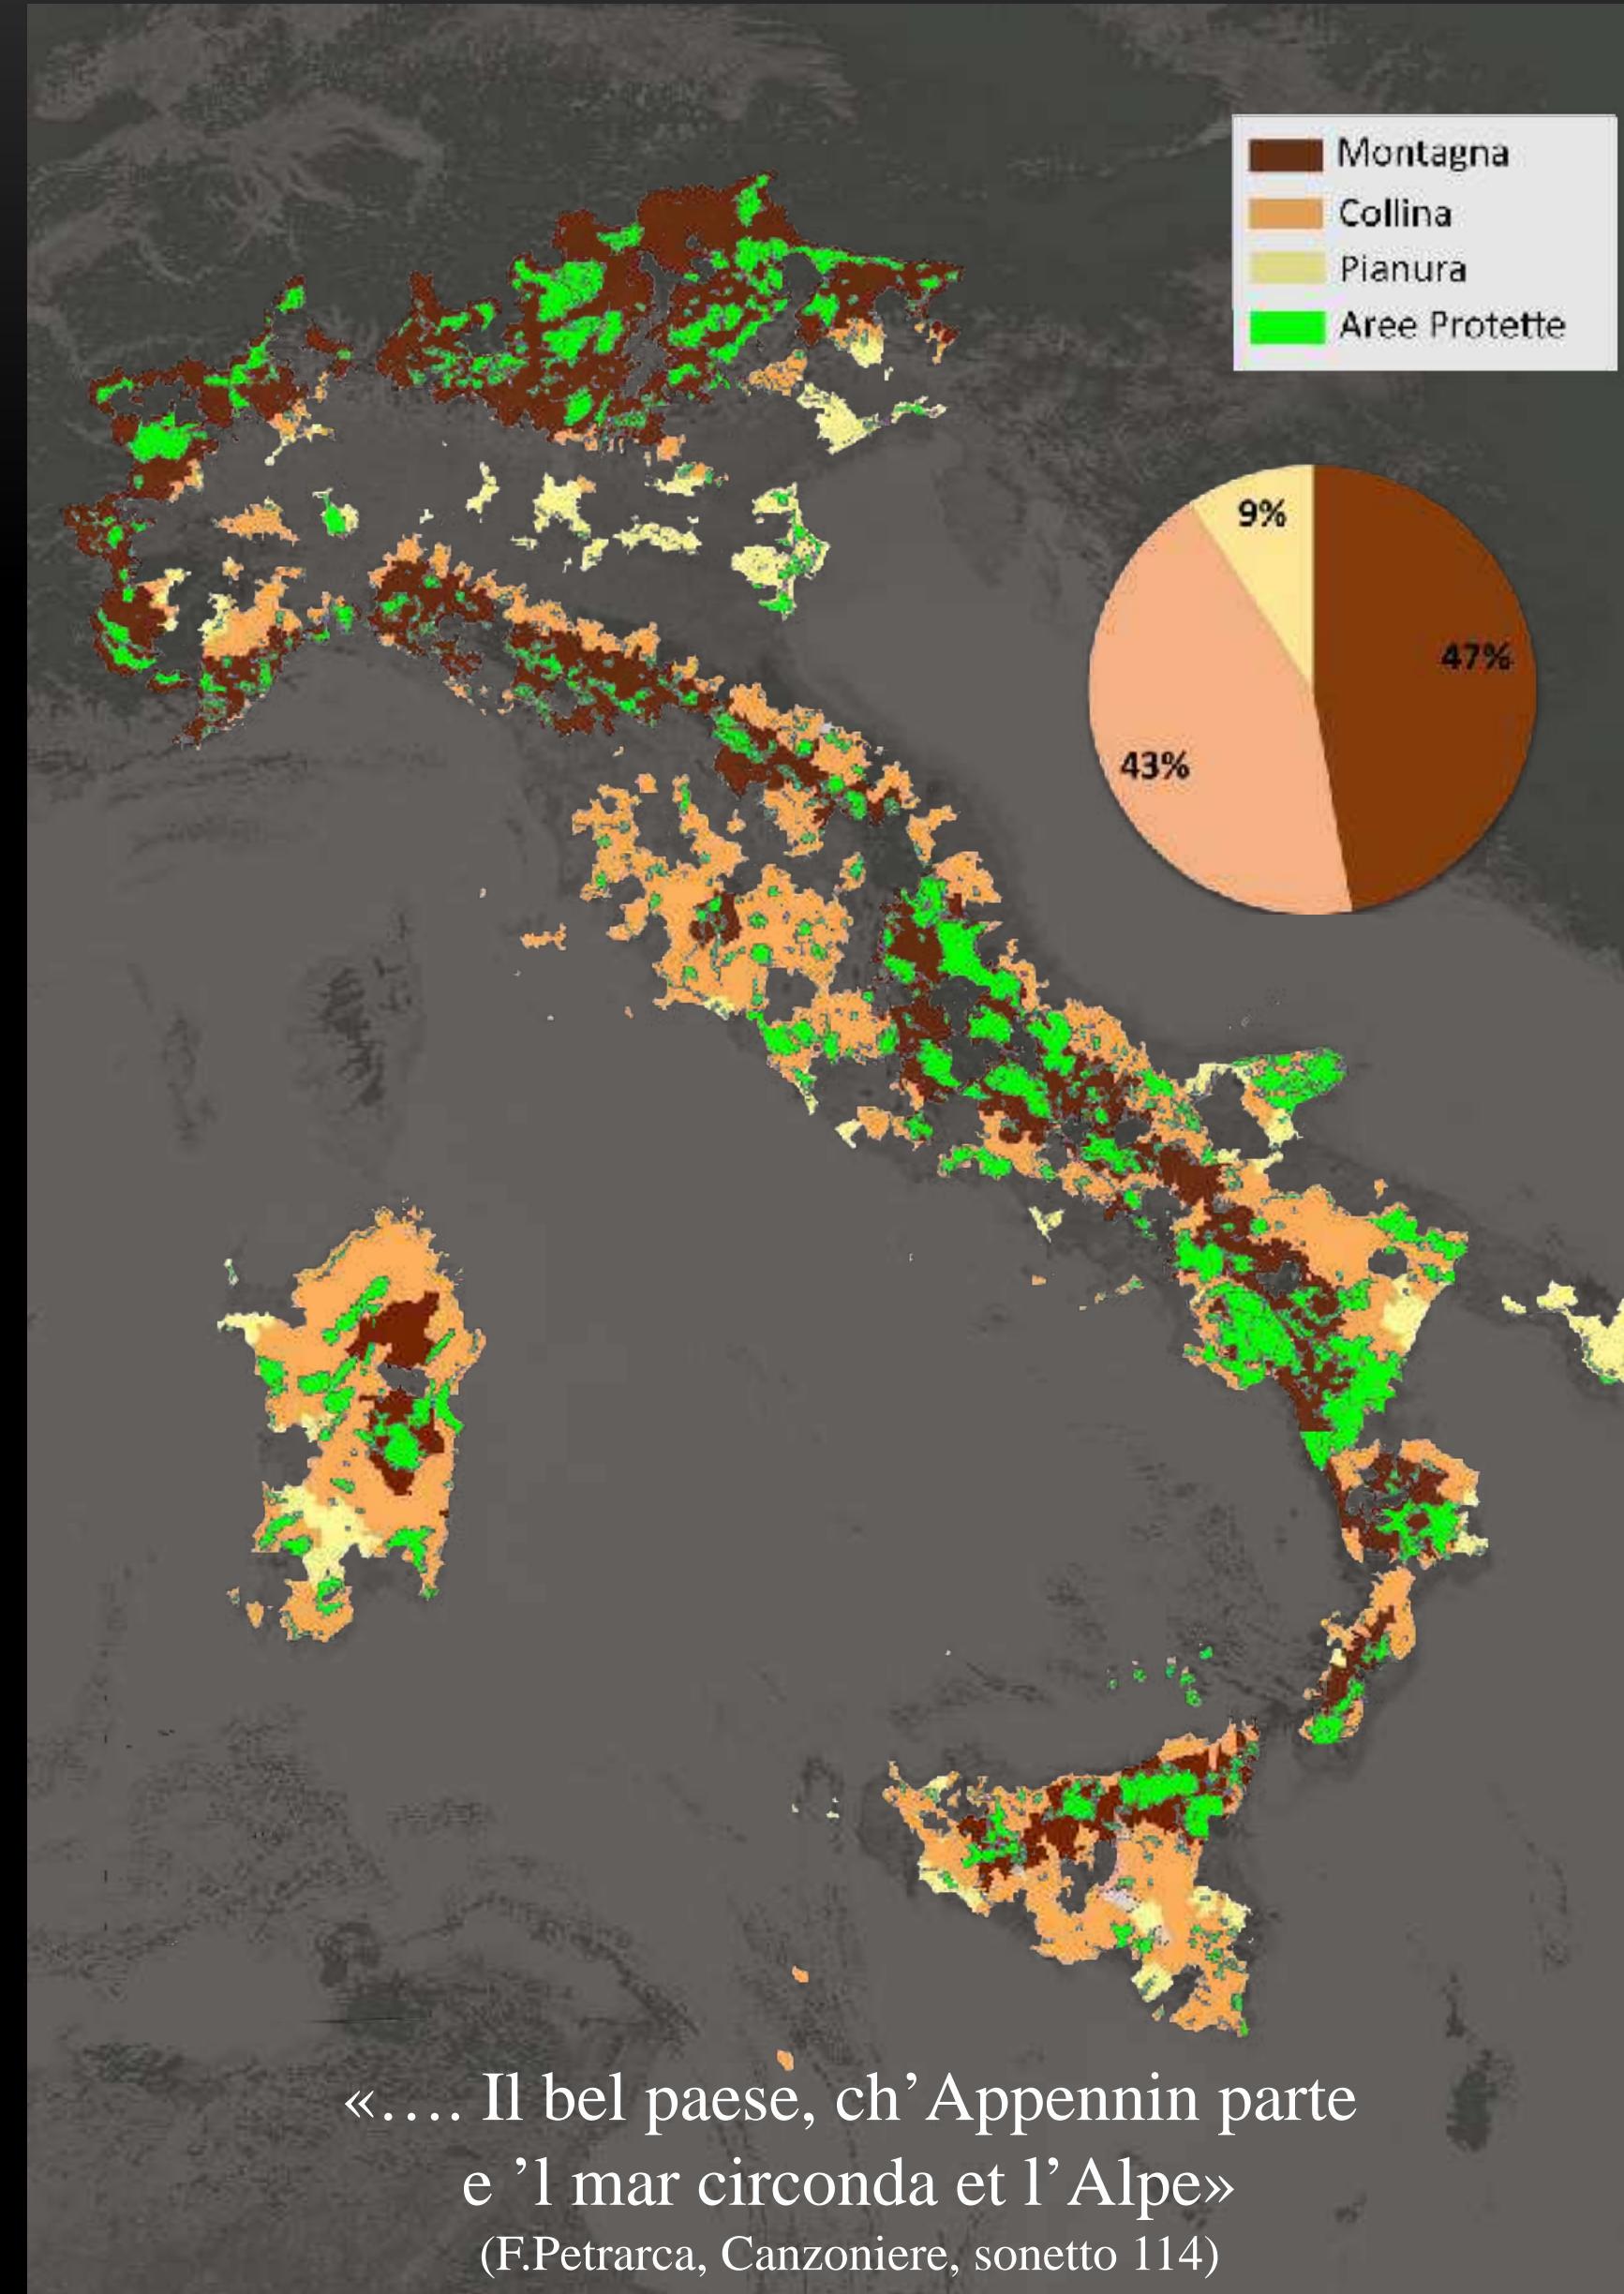 Montagna
Collina
Pianura
Aree Protette
9%
47%
43%
«…. Il bel paese, ch’Appennin parte
e ’l mar circonda et l’Alpe»
(F.Petrarca, Canzoniere, sonetto 114)